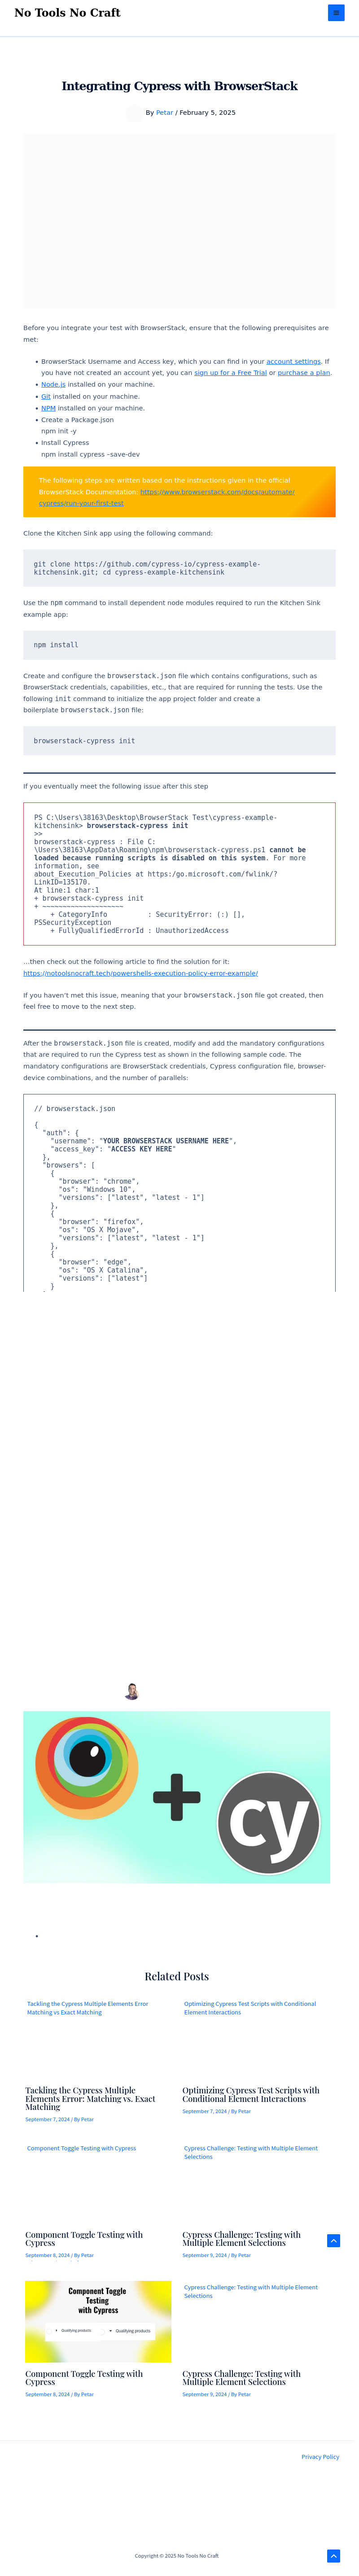 No Tools No Craft
Integrating Cypress with BrowserStack
By Petar / February 5, 2025
Before you integrate your test with BrowserStack, ensure that the following prerequisites are
met:
• BrowserStack Username and Access key, which you can find in your account settings. If
you have not created an account yet, you can sign up for a Free Trial or purchase a plan.
• Node.js installed on your machine.
• Git installed on your machine.
• NPM installed on your machine.
• Create a Package.json
npm init -y
• Install Cypress
npm install cypress –save-dev
The following steps are written based on the instructions given in the official
BrowserStack Documentation: https://www.browserstack.com/docs/automate/
cypress/run-your-first-test
Clone the Kitchen Sink app using the following command:
git clone https://github.com/cypress-io/cypress-example-
kitchensink.git; cd cypress-example-kitchensink
Use the npm command to install dependent node modules required to run the Kitchen Sink
example app:
npm install
Create and configure the browserstack.json file which contains configurations, such as
BrowserStack credentials, capabilities, etc., that are required for running the tests. Use the
following init command to initialize the app project folder and create a
boilerplate browserstack.json file:
browserstack-cypress init
If you eventually meet the following issue after this step
PS C:\Users\38163\Desktop\BrowserStack Test\cypress-example-
kitchensink> browserstack-cypress init
>>
browserstack-cypress : File C:
\Users\38163\AppData\Roaming\npm\browserstack-cypress.ps1 cannot be
loaded because running scripts is disabled on this system. For more
information, see
about_Execution_Policies at https:/go.microsoft.com/fwlink/?
LinkID=135170.
At line:1 char:1
+ browserstack-cypress init
+ ~~~~~~~~~~~~~~~~~~~~
+ CategoryInfo : SecurityError: (:) [],
PSSecurityException
+ FullyQualifiedErrorId : UnauthorizedAccess
…then check out the following article to find the solution for it:
https://notoolsnocraft.tech/powershells-execution-policy-error-example/
If you haven’t met this issue, meaning that your browserstack.json file got created, then
feel free to move to the next step.
After the browserstack.json file is created, modify and add the mandatory configurations
that are required to run the Cypress test as shown in the following sample code. The
mandatory configurations are BrowserStack credentials, Cypress configuration file, browser-
device combinations, and the number of parallels:
// browserstack.json
{
"auth": {
"username": "YOUR BROWSERSTACK USERNAME HERE",
"access_key": "ACCESS KEY HERE"
},
"browsers": [
{
"browser": "chrome",
"os": "Windows 10",
"versions": ["latest", "latest - 1"]
},
{
"browser": "firefox",
"os": "OS X Mojave",
"versions": ["latest", "latest - 1"]
},
{
"browser": "edge",
"os": "OS X Catalina",
"versions": ["latest"]
}
cy
Related Posts
Tackling the Cypress Multiple Elements Error
Matching vs Exact Matching
Optimizing Cypress Test Scripts with Conditional
Element Interactions
Tackling the Cypress Multiple
Elements Error: Matching vs. Exact
Matching
September 7, 2024 / By Petar
Optimizing Cypress Test Scripts with
Conditional Element Interactions
September 7, 2024 / By Petar
Component Toggle Testing with Cypress
Cypress Challenge: Testing with Multiple Element
Selections
Component Toggle Testing with
Cypress
September 8, 2024 / By Petar
Cypress Challenge: Testing with
Multiple Element Selections
September 9, 2024 / By Petar
Component Toggle
Testing
with Cypress
Qualifying products
Qualifying products
Cypress Challenge: Testing with Multiple Element
Selections
Component Toggle Testing with
Cypress
September 8, 2024 / By Petar
Cypress Challenge: Testing with
Multiple Element Selections
September 9, 2024 / By Petar
Privacy Policy
Copyright © 2025 No Tools No Craft